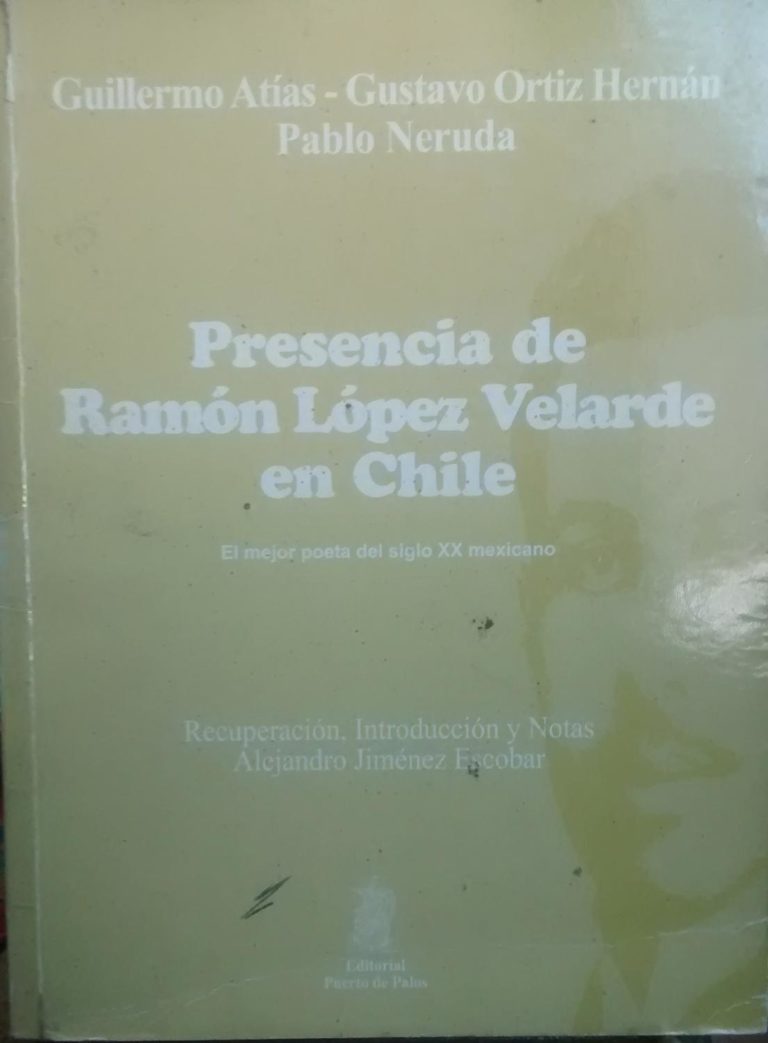 Guillermo Atías - Gustavo Ortiz Hernán
Pablo Neruda
Presencia de
Ramón López Velarde
en Chile
El mejor poeta del siglo XX mexicano
Recuperación, Introducción y Notas
Alejandro Jiménez Escobar
Editorial
Puerto de Palos